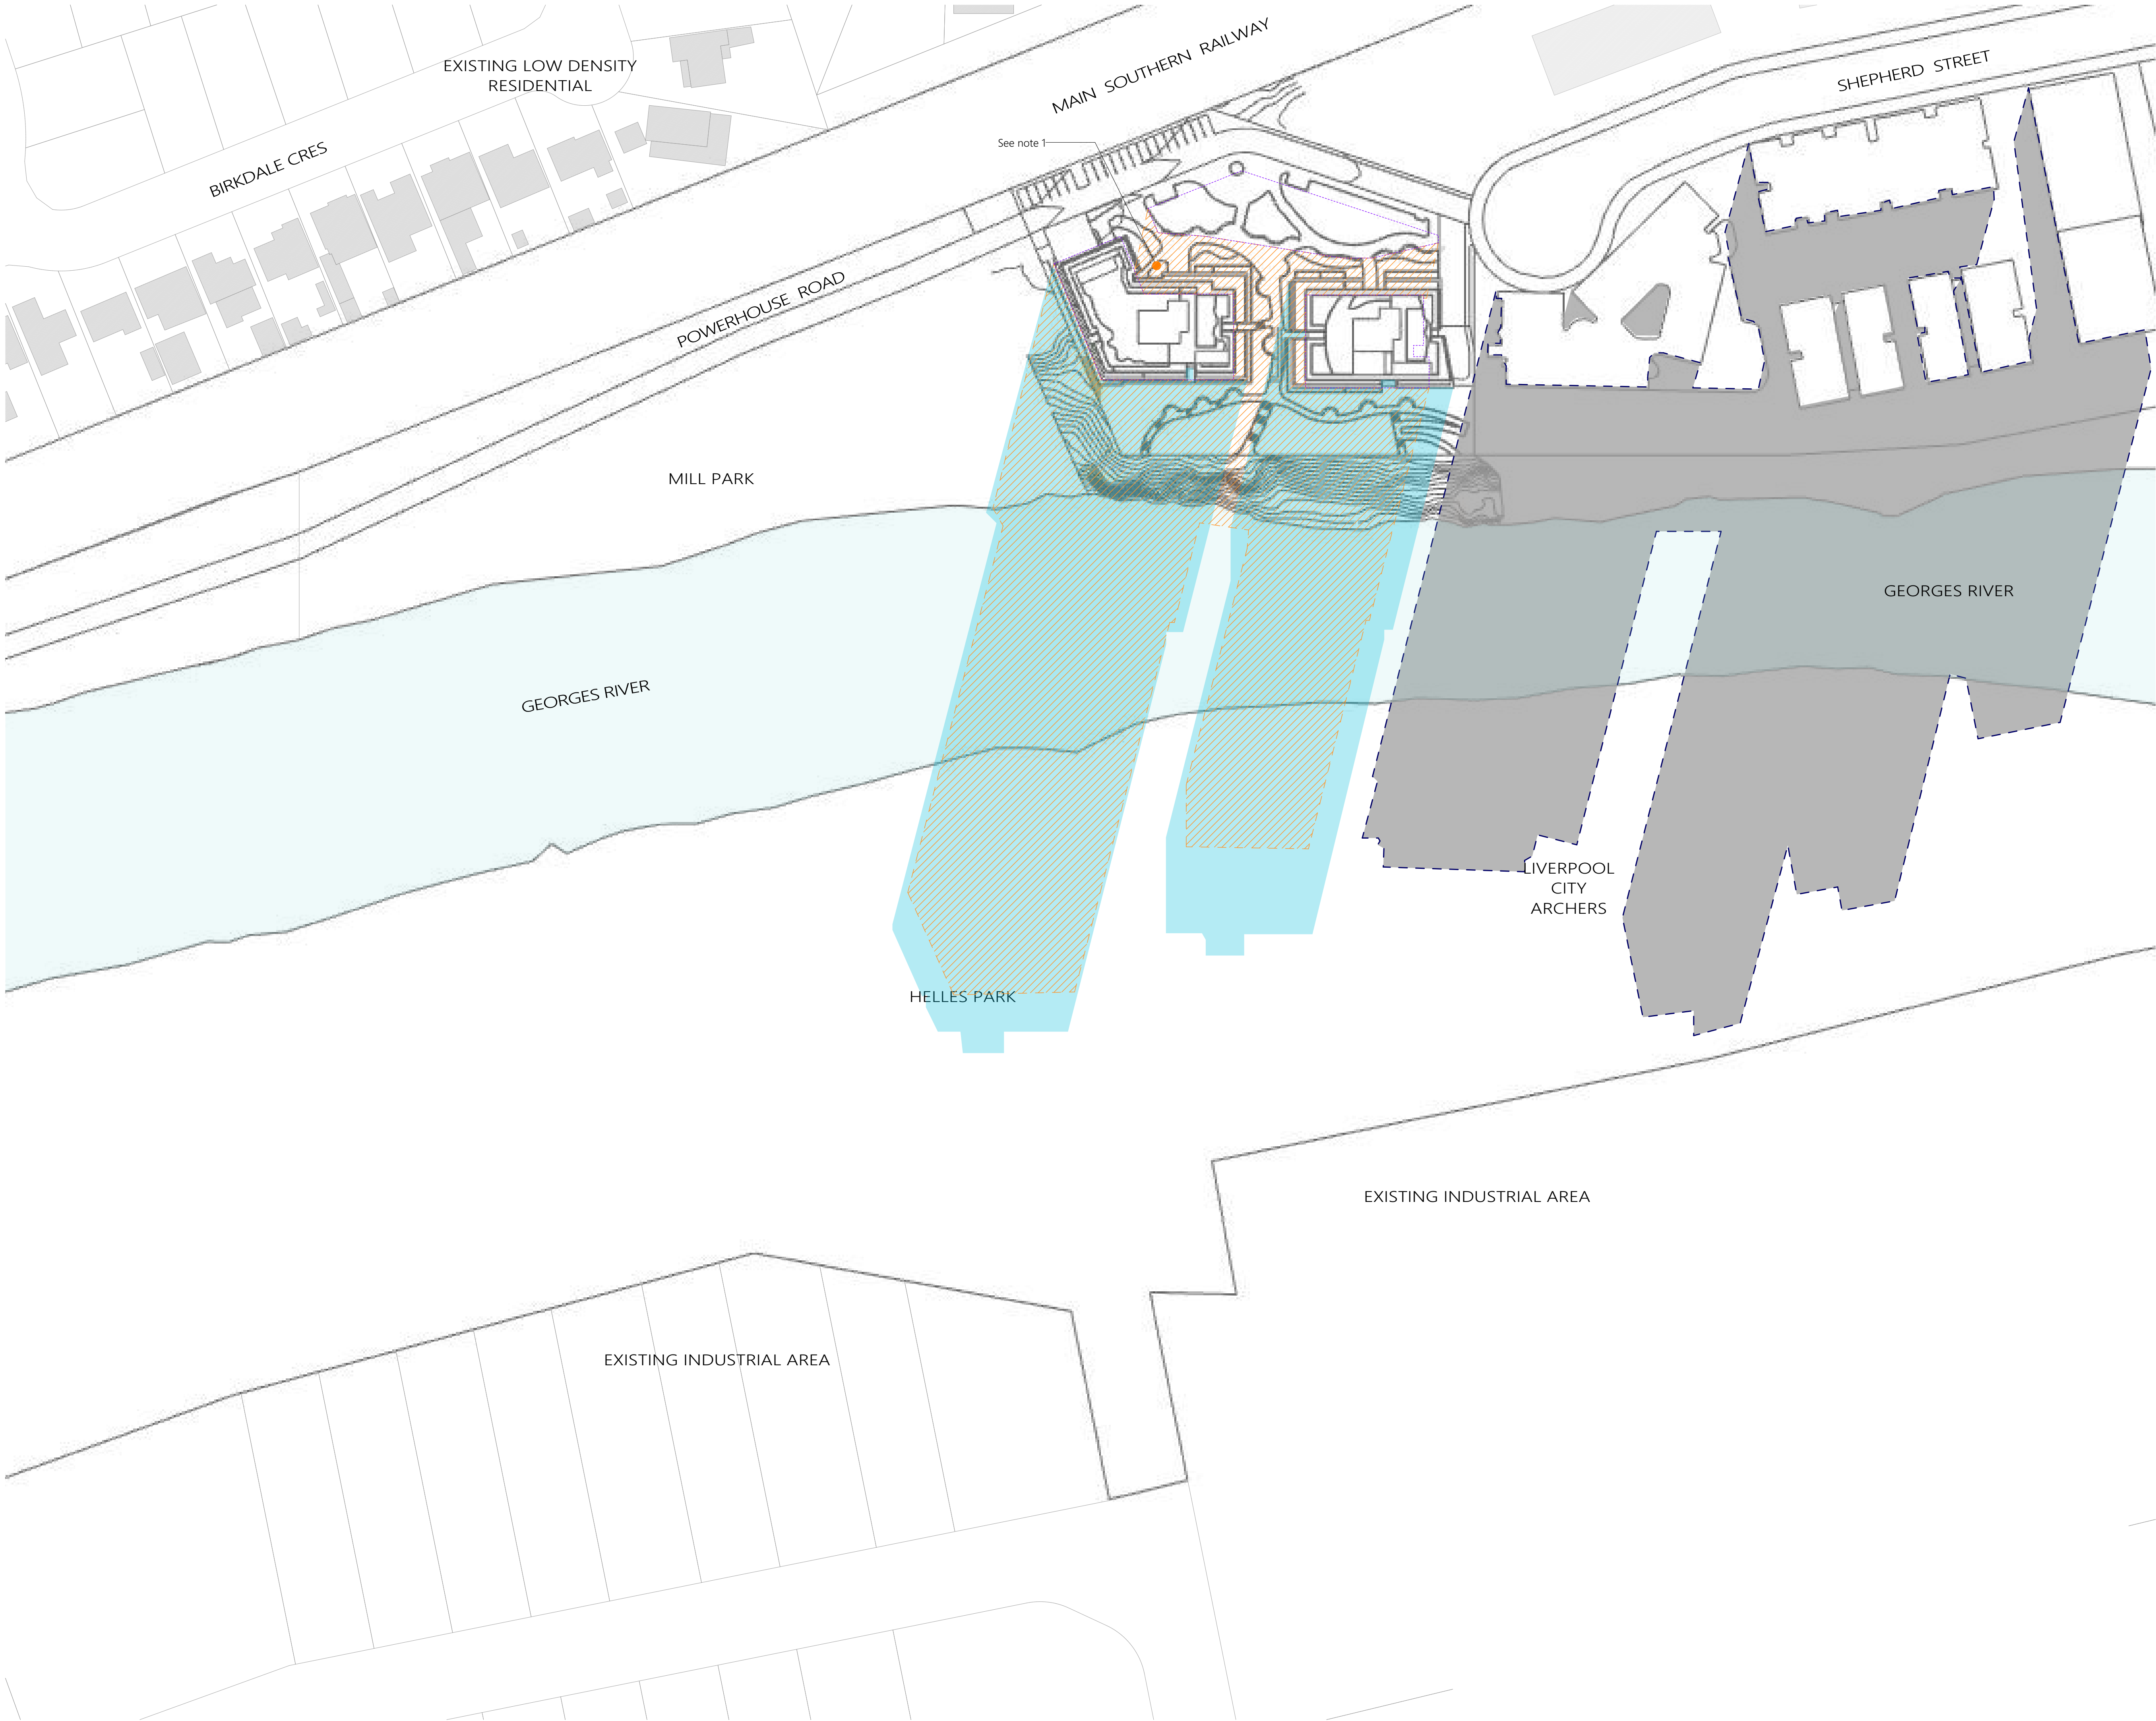 EXISTING LOW DENSITY
RESIDENTIAL
MAIN SOUTHERN RAILWAY
SHEPHERD STREET
See note 1
BIRKDALE CRES
POWERHOUSE ROAD
MILL PARK
GEORGES RIVER
GEORGES RIVER
LIVERPOOL
CITY
ARCHERS
HELLES PARK
EXISTING INDUSTRIAL AREA
EXISTING INDUSTRIAL AREA